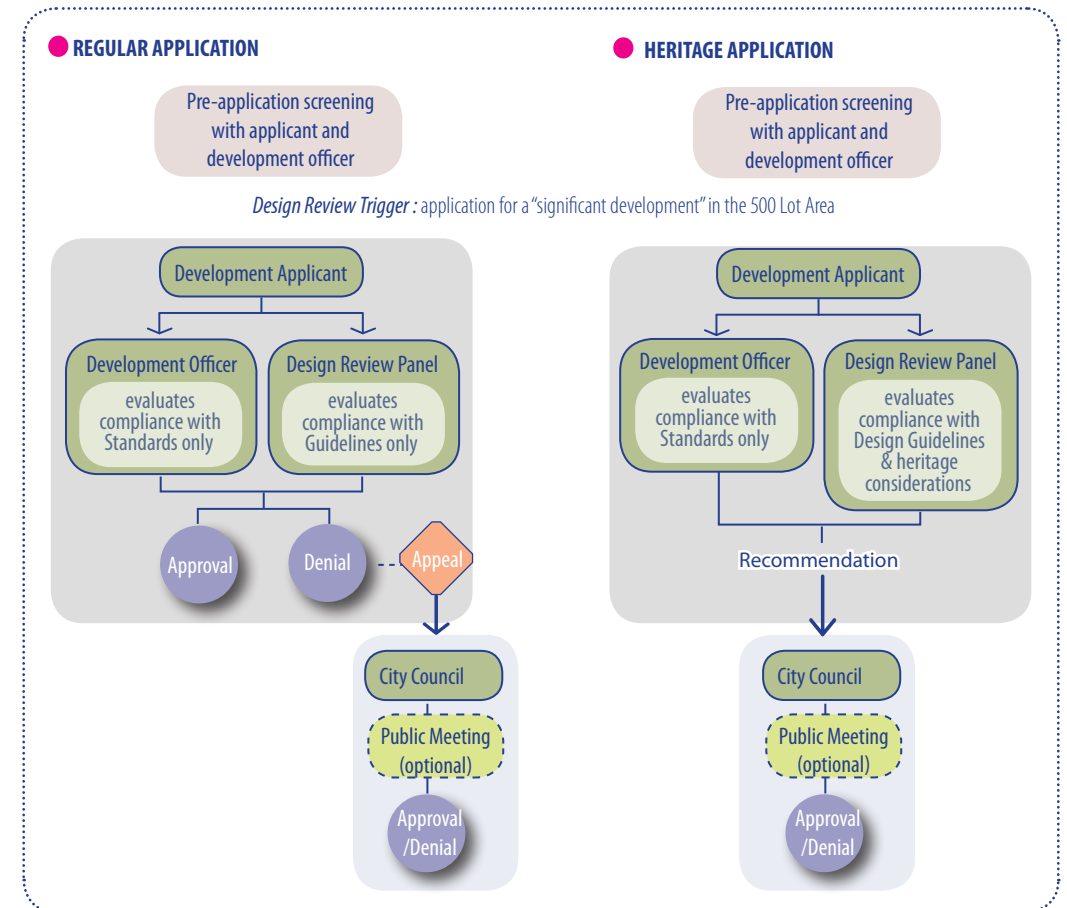 REGULAR APPLICATION
Pre-application screening
with applicant and
development officer
HERITAGE APPLICATION
Pre-application screening
with applicant and
development officer
Design Review Trigger : application for a “significant development” in the 500 Lot Area
Development Applicant
Development Officer
evaluates
compliance with
Standards only
Design Review Panel
evaluates
compliance with
Guidelines only
Approval
Denial
Appeal
City Council
Public Meeting
(optional)
Approval
/Denial
Development Applicant
Development Officer
evaluates
compliance with
Standards only
Design Review Panel
evaluates
compliance with
Design Guidelines
& heritage
considerations
Recommendation
City Council
Public Meeting
(optional)
Approval
/Denial